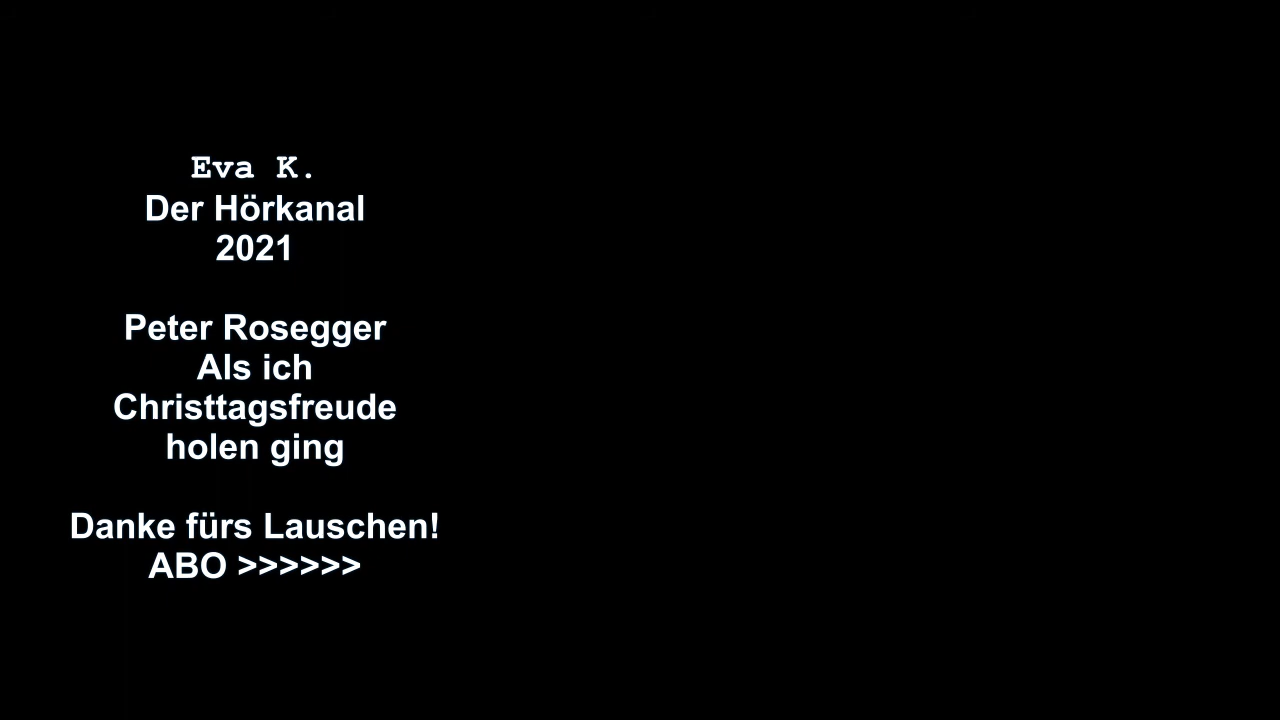 Eva K.
Der Hörkanal
2021
Peter Rosegger
Als ich
Christtagsfreude
holen ging
Danke fürs Lauschen!
ABO >>>>>>